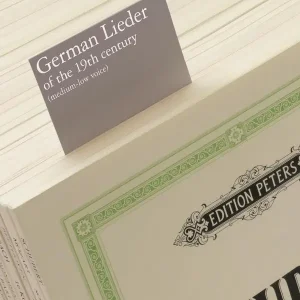 German Lieder
of the 19th century
(medium-low voice)
EDITION PETERS